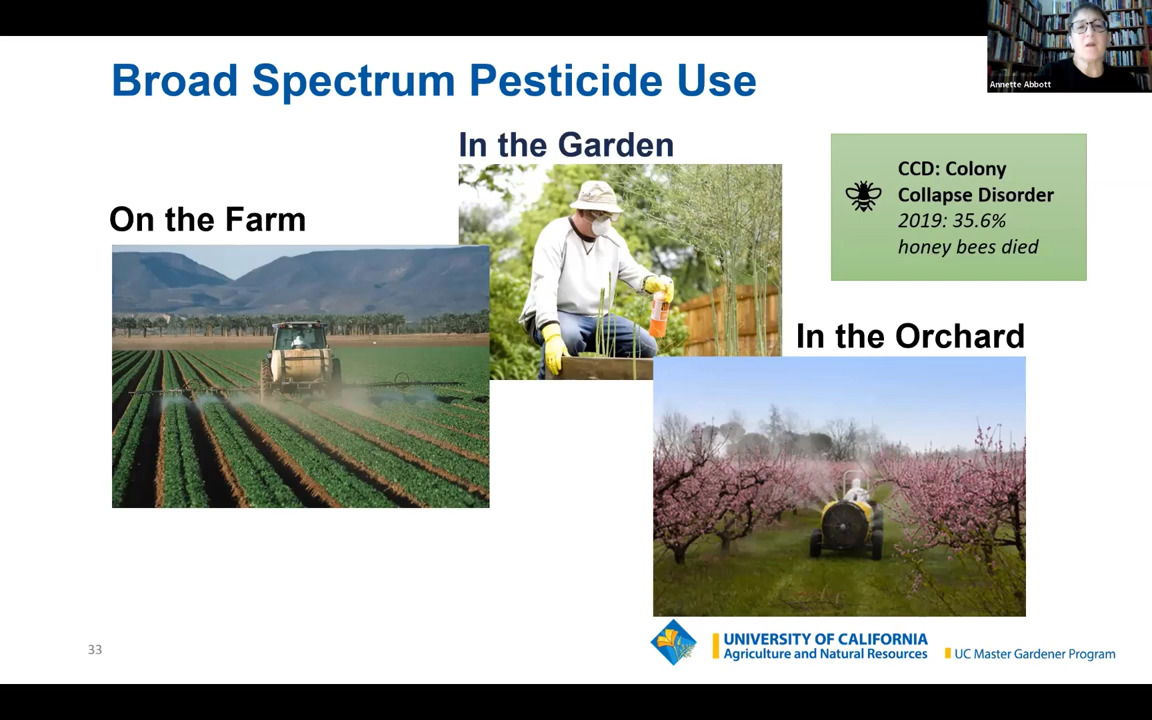 Annette Abbott
Broad Spectrum Pesticide Use
In the Garden
On the Farm
CCD: Colony
Collapse Disorder
2019: 35.6%
honey bees died
In the Orchard
33
UNIVERSITY OF CALIFORNIA
Agriculture and Natural Resources
UC Master Gardener Program